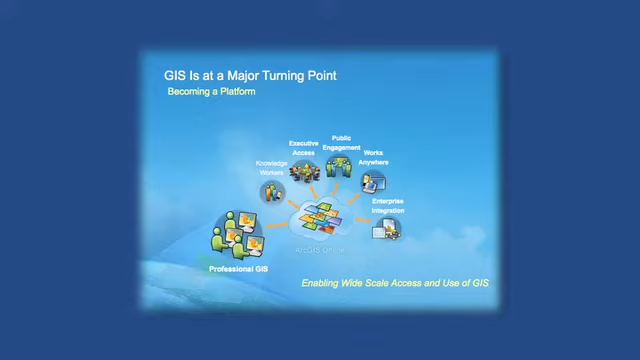 GIS Is at a Major Turning Point
Becoming a Platform
Public
Engagement
Executive
Access
Works
Anywhere
Knowledge
Workers
Enterprise
Integration
ArcGIS Online
Professional GIS
Enabling Wide Scale Access and Use of GIS